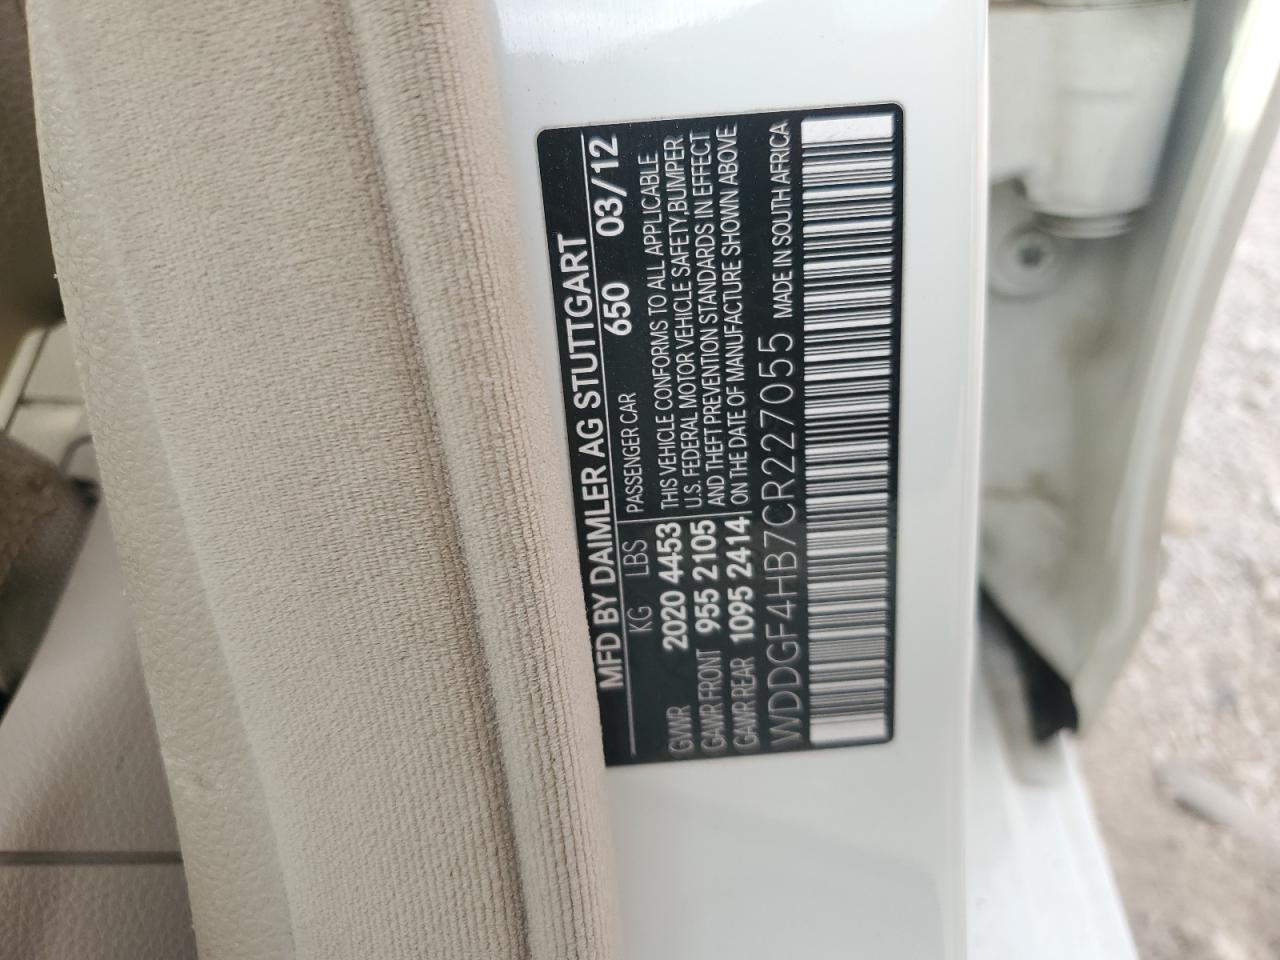 MFD BY DAIMLER AG STUTTGART
KG LBS PASSENGER CAR 650 03/12
GVWR 2020 4453 THIS VEHICLE CONFORMS TO ALL APPLICABLE
GAWR FRONT 955 2105 U.S. FEDERAL MOTOR VEHICLE SAFETY, BUMPER
GAWR REAR 1095 2414 AND THEFT PREVENTION STANDARDS IN EFFECT
ON THE DATE OF MANUFACTURE SHOWN ABOVE
WDDGF4HB7CR227055 MADE IN SOUTH AFRICA